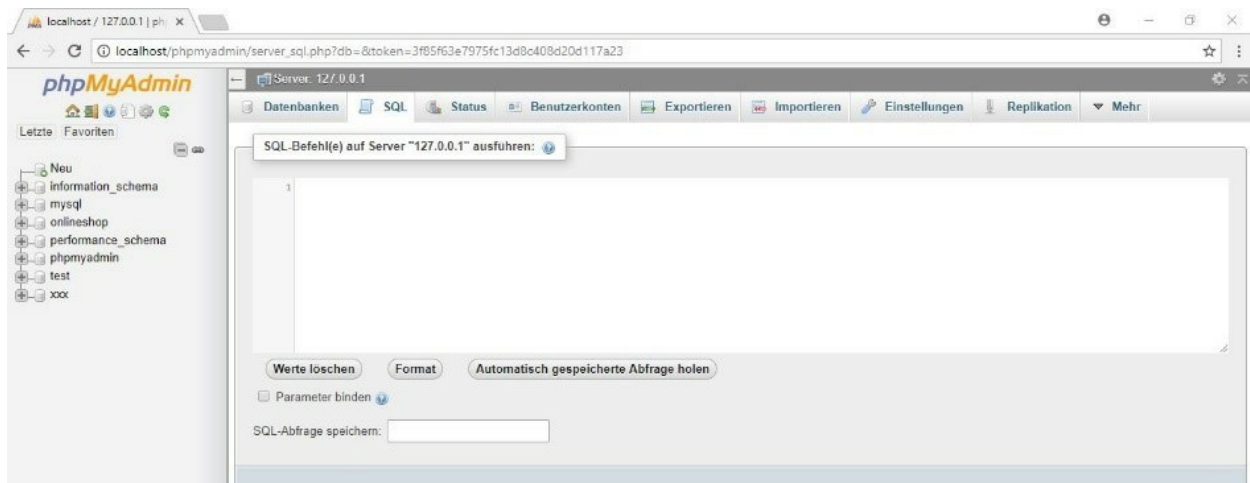 localhost / 127.0.0.1 | ph
localhost/phpmyadmin/server_sql.php?db=&token=3f85f63e7975fc13d8c408d20d117a23
phpMyAdmin
Letzte Favoriten
Neu
information_schema
mysql
onlineshop
performance_schema
phpmyadmin
test
xxx
Server: 127.0.0.1
Datenbanken SQL Status Benutzerkonten Exportieren Importieren Einstellungen Replikation Mehr
SQL-Befehl(e) auf Server "127.0.0.1" ausführen:
1
Werte löschen Format Automatisch gespeicherte Abfrage holen
Parameter binden
SQL-Abfrage speichern: